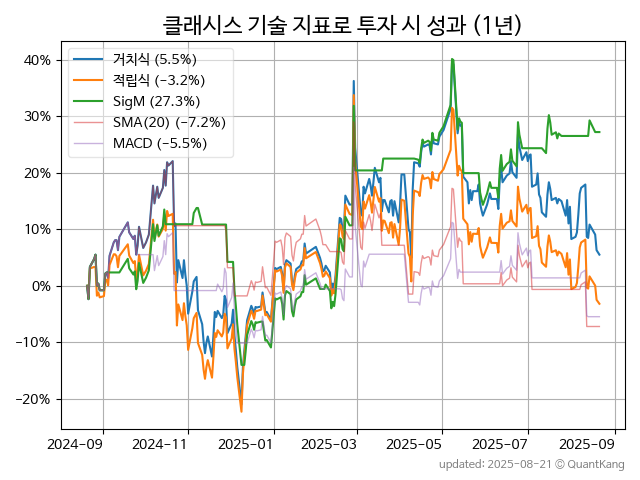 클래시스 기술 지표로 투자 시 성과 (1년)
거치식 (5.5%)
적립식 (−3.2%)
SigM (27.3%)
SMA(20) (−7.2%)
MACD (−5.5%)
40%
30%
20%
10%
0%
−10%
−20%
2024−09 2024−11 2025−01 2025−03 2025−05 2025−07 2025−09
updated: 2025−08−21 © QuantKang